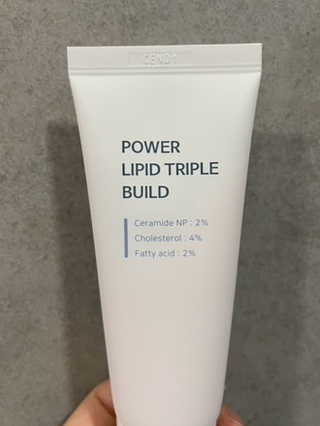 POWER
LIPID TRIPLE
BUILD
Ceramide NP : 2%
Cholesterol : 4%
Fatty acid : 2%